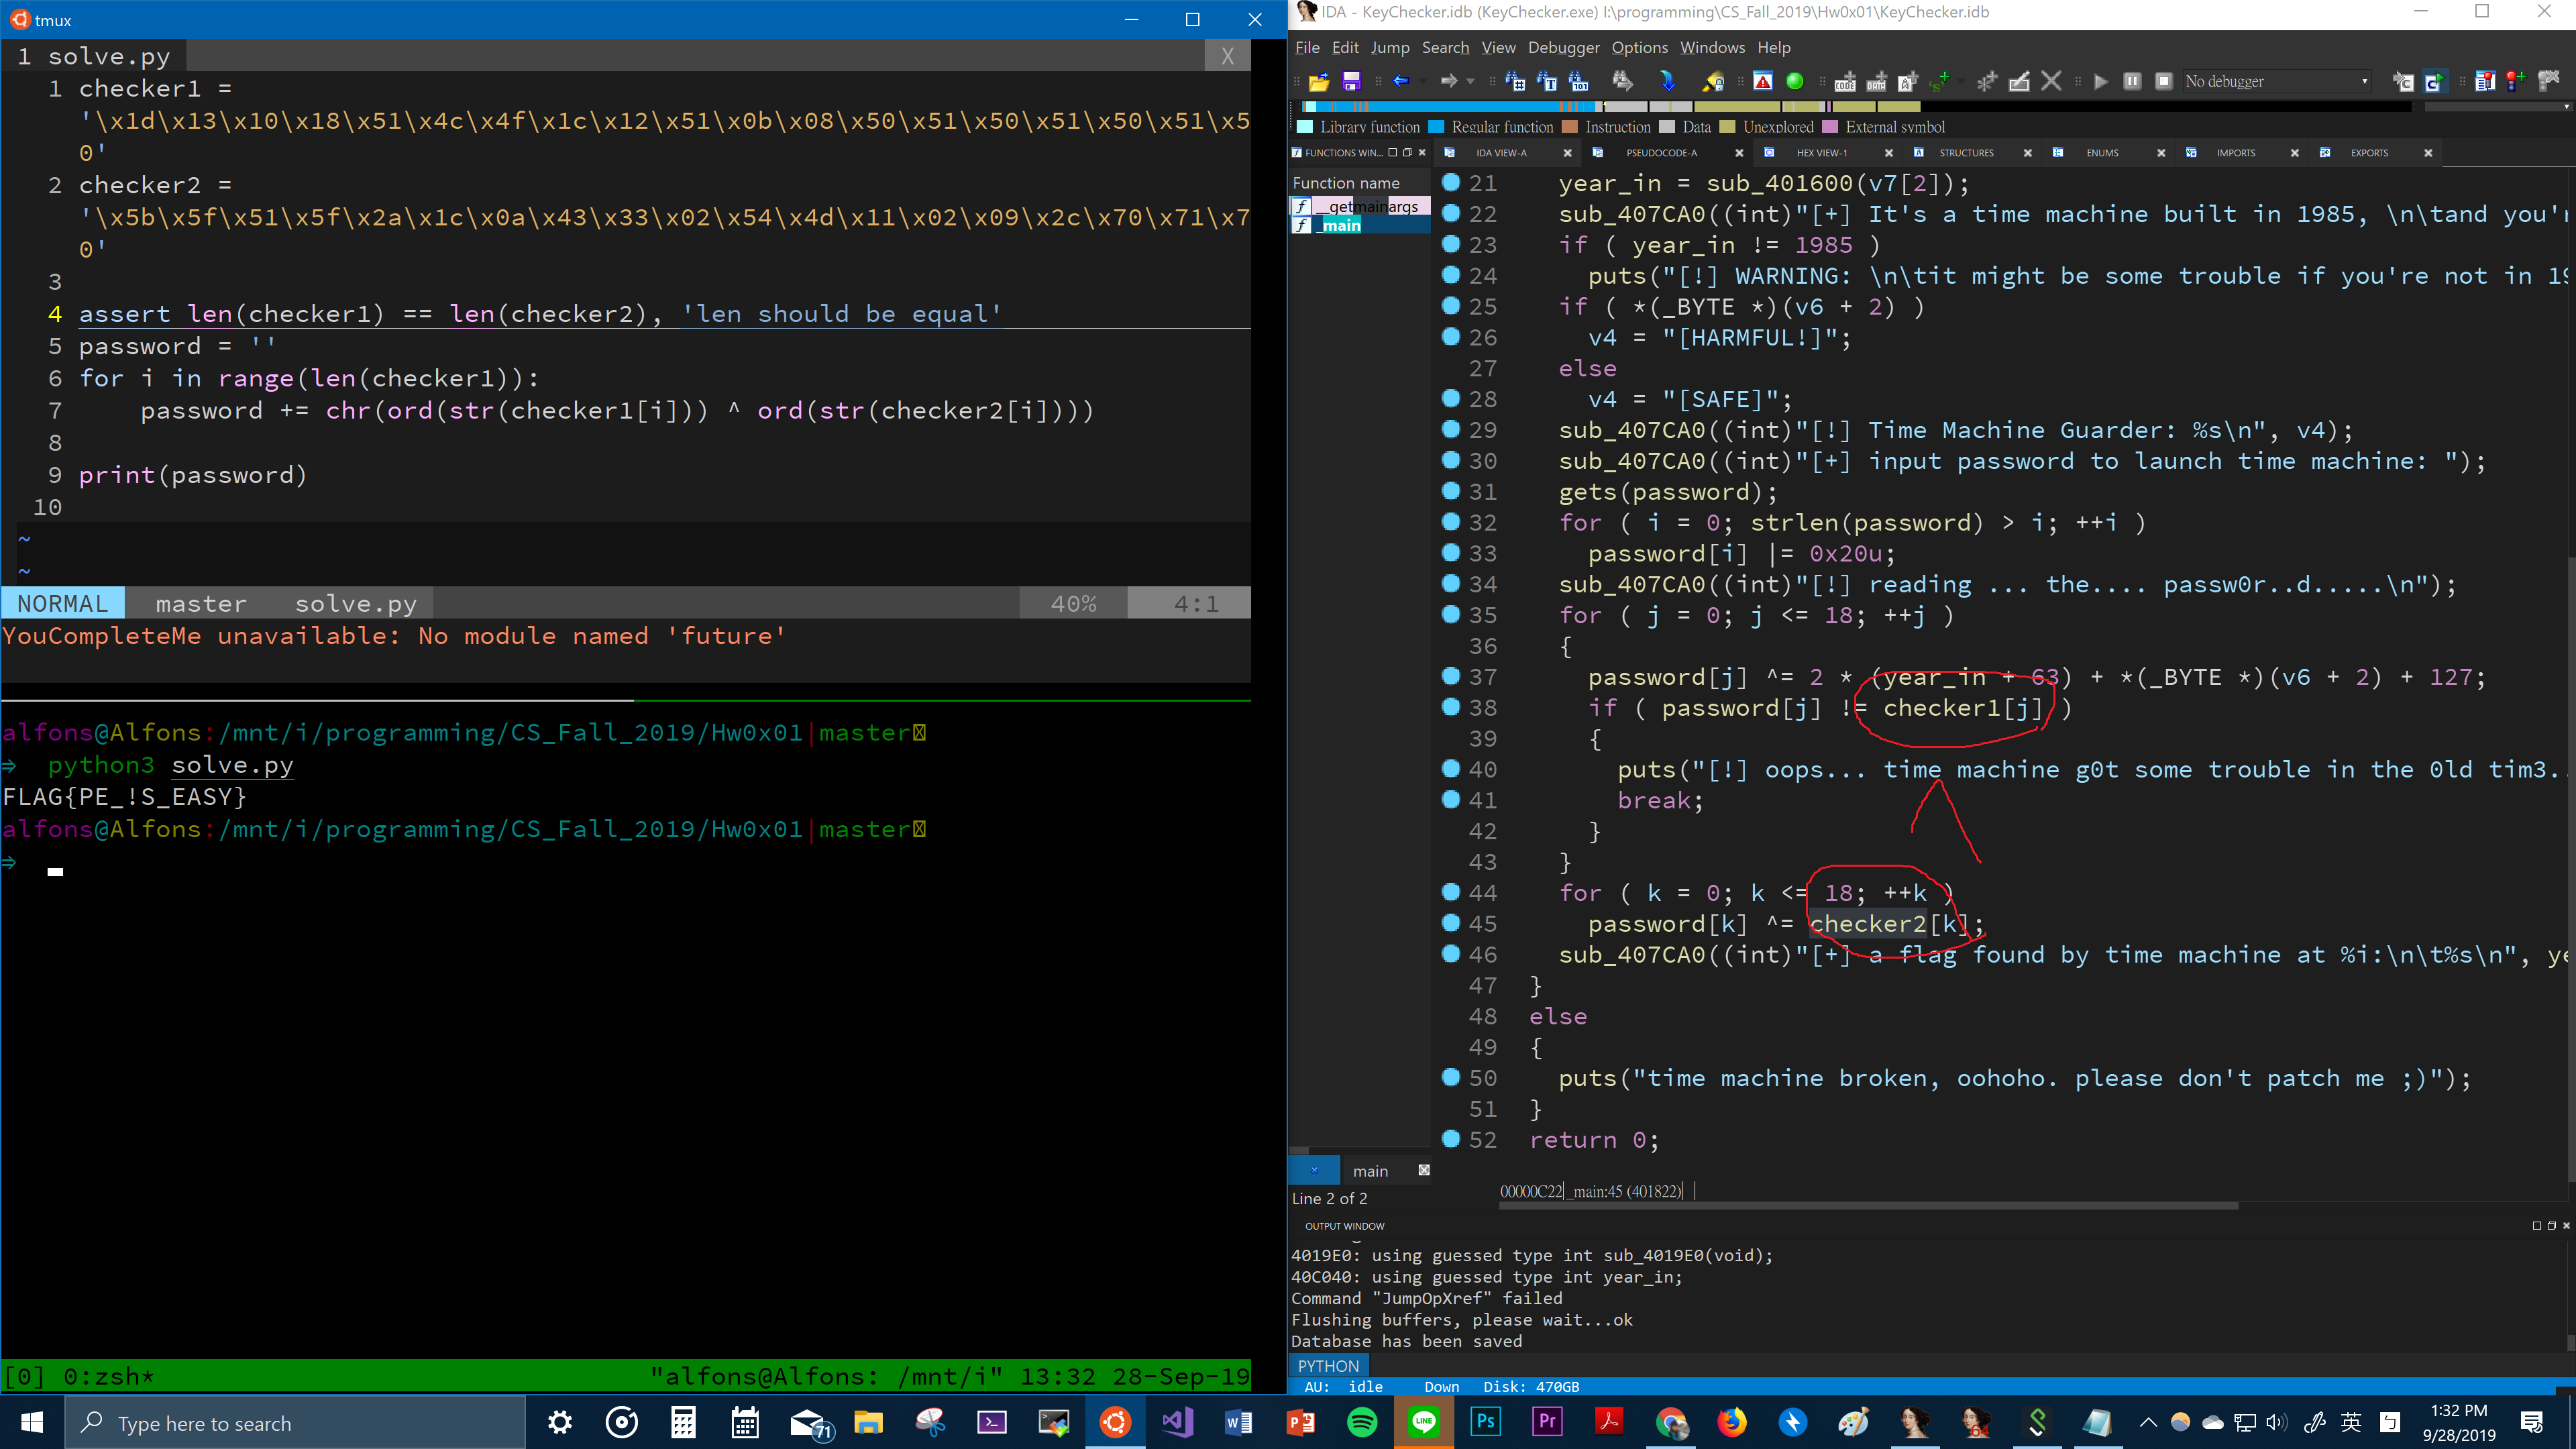 tmux
1 solve.py X
1 checker1 =
'\x1d\x13\x10\x18\x51\x4c\x4f\x1c\x12\x51\x0b\x08\x50\x51\x50\x51\x50\x51\x5
0'
2 checker2 =
'\x5b\x5f\x51\x5f\x2a\x1c\x0a\x43\x33\x02\x54\x4d\x11\x02\x09\x2c\x70\x71\x7
0'
3
4 assert len(checker1) == len(checker2), 'len should be equal'
5 password = ''
6 for i in range(len(checker1)):
7 password += chr(ord(str(checker1[i])) ^ ord(str(checker2[i])))
8
9 print(password)
10
~
~
NORMAL master solve.py 40% 4:1
YouCompleteMe unavailable: No module named 'future'
alfons@Alfons:/mnt/i/programming/CS_Fall_2019/Hw0x01|master
⇒ python3 solve.py
FLAG{PE_!S_EASY}
alfons@Alfons:/mnt/i/programming/CS_Fall_2019/Hw0x01|master
⇒
[0] 0:zsh* "alfons@Alfons: /mnt/i" 13:32 28-Sep-19
IDA - KeyChecker.idb (KeyChecker.exe) I:\programming\CS_Fall_2019\Hw0x01\KeyChecker.idb
File Edit Jump Search View Debugger Options Windows Help
No debugger
Library function Regular function Instruction Data Unexplored External symbol
FUNCTIONS WIN... IDA VIEW-A PSEUDOCODE-A HEX VIEW-1 STRUCTURES ENUMS IMPORTS EXPORTS
Function name
__getmainargs
_main
21 year_in = sub_401600(v7[2]);
22 sub_407CA0((int)"[+] It's a time machine built in 1985, \n\tand you'r
23 if ( year_in != 1985 )
24 puts("[!] WARNING: \n\tit might be some trouble if you're not in 19
25 if ( *(_BYTE *)(v6 + 2) )
26 v4 = "[HARMFUL!]";
27 else
28 v4 = "[SAFE]";
29 sub_407CA0((int)"[!] Time Machine Guarder: %s\n", v4);
30 sub_407CA0((int)"[+] input password to launch time machine: ");
31 gets(password);
32 for ( i = 0; strlen(password) > i; ++i )
33 password[i] |= 0x20u;
34 sub_407CA0((int)"[!] reading ... the.... passw0r..d.....\n");
35 for ( j = 0; j <= 18; ++j )
36 {
37 password[j] ^= 2 * (year_in + 63) + *(_BYTE *)(v6 + 2) + 127;
38 if ( password[j] != checker1[j] )
39 {
40 puts("[!] oops... time machine g0t some trouble in the 0ld tim3..
41 break;
42 }
43 }
44 for ( k = 0; k <= 18; ++k )
45 password[k] ^= checker2[k];
46 sub_407CA0((int)"[+] a flag found by time machine at %i:\n\t%s\n", ye
47 }
48 else
49 {
50 puts("time machine broken, oohoho. please don't patch me ;)");
51 }
52 return 0;
main
Line 2 of 2
00000C22 _main:45 (401822)
OUTPUT WINDOW
4019E0: using guessed type int sub_4019E0(void);
40C040: using guessed type int year_in;
Command "JumpOpXref" failed
Flushing buffers, please wait...ok
Database has been saved
PYTHON
AU: idle Down Disk: 470GB
Type here to search
71
LINE
Ps
Pr
64
英
1:32 PM
9/28/2019